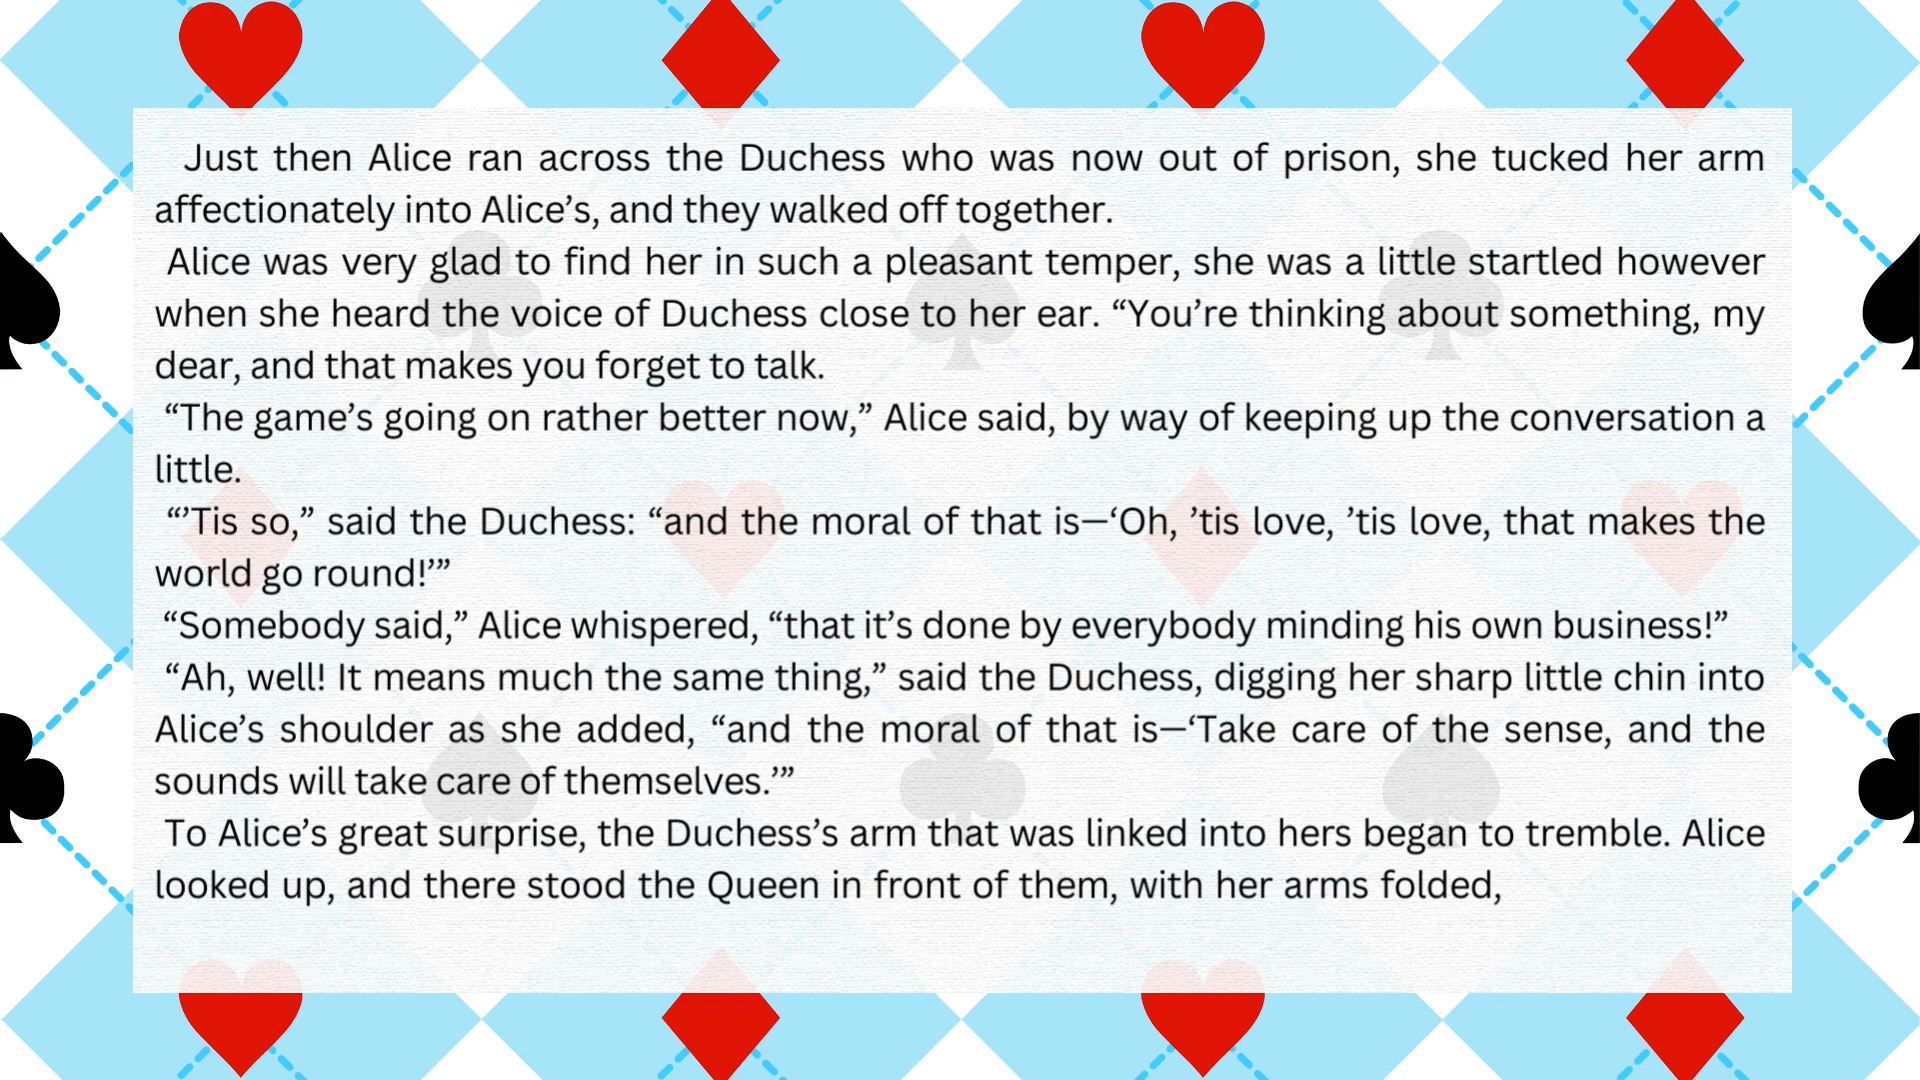 Just then Alice ran across the Duchess who was now out of prison, she tucked her arm
affectionately into Alice’s, and they walked off together.
Alice was very glad to find her in such a pleasant temper, she was a little startled however
when she heard the voice of Duchess close to her ear. “You’re thinking about something, my
dear, and that makes you forget to talk.
“The game’s going on rather better now,” Alice said, by way of keeping up the conversation a
little.
“’Tis so,” said the Duchess: “and the moral of that is—‘Oh, ’tis love, ’tis love, that makes the
world go round!’”
“Somebody said,” Alice whispered, “that it’s done by everybody minding his own business!”
“Ah, well! It means much the same thing,” said the Duchess, digging her sharp little chin into
Alice’s shoulder as she added, “and the moral of that is—‘Take care of the sense, and the
sounds will take care of themselves.’”
To Alice’s great surprise, the Duchess’s arm that was linked into hers began to tremble. Alice
looked up, and there stood the Queen in front of them, with her arms folded,